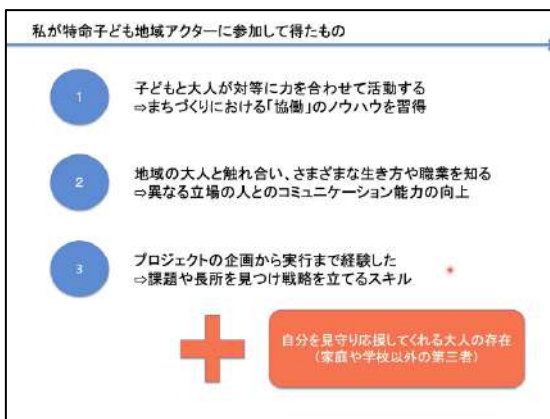 私が特命子ども地域アクターに参加して得たもの
1
子どもと大人が対等に力を合わせて活動する
⇒まちづくりにおける「協働」のノウハウを習得
2
地域の大人と触れ合い、さまざまな生き方や職業を知る
⇒異なる立場の人とのコミュニケーション能力の向上
3
プロジェクトの企画から実行まで経験した
⇒課題や長所を見つけ戦略を立てるスキル
自分を見守り応援してくれる大人の存在
(家庭や学校以外の第三者)